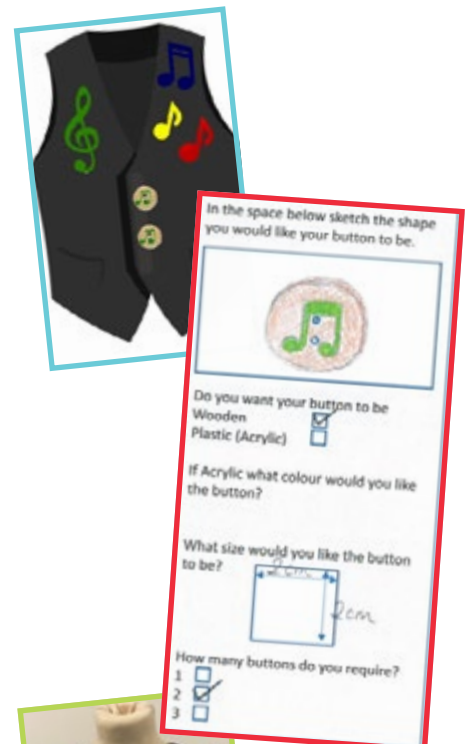 In the space below sketch the shape
you would like your button to be.
Do you want your button to be
Wooden
Plastic (Acrylic)
If Acrylic what colour would you like
the button?
What size would you like the button
to be?
2cm
2cm
How many buttons do you require?
1
2
3